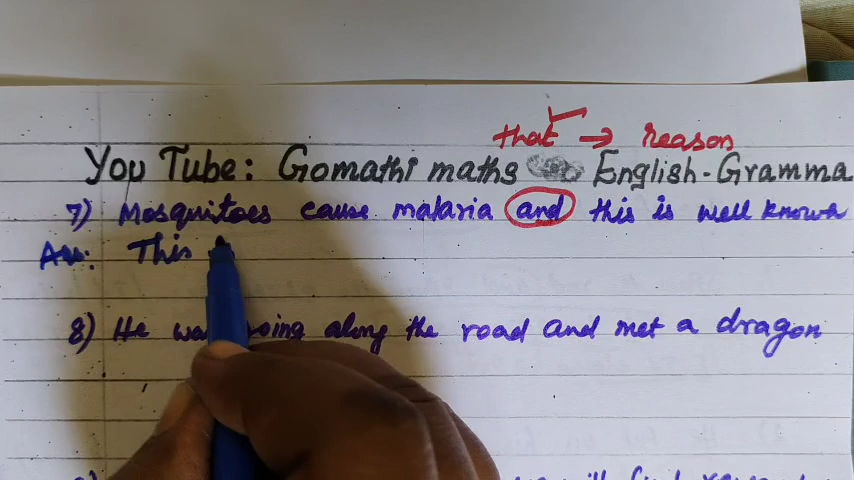 that → reason
You Tube: Gomathi maths English-Gramma
7) Mosquitoes cause malaria and this is well known
Ans: This
8) He was going along the road and met a dragon